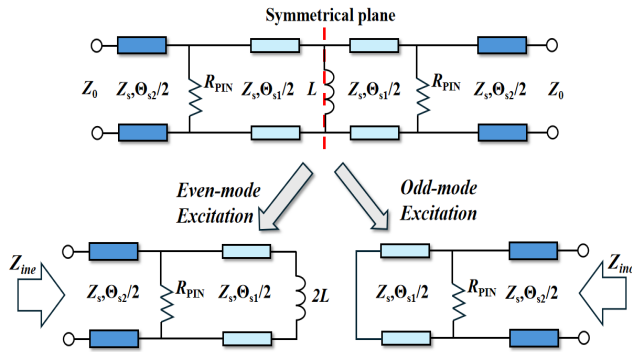 Symmetrical plane
Z0 Zs,Θs2/2 RPIN Zs,Θs1/2 L Zs,Θs1/2 RPIN Zs,Θs2/2 Z0
Even-mode
Excitation
Odd-mode
Excitation
Zine Zs,Θs2/2 RPIN Zs,Θs1/2 2L
Zs,Θs1/2 RPIN Zs,Θs2/2 Zino